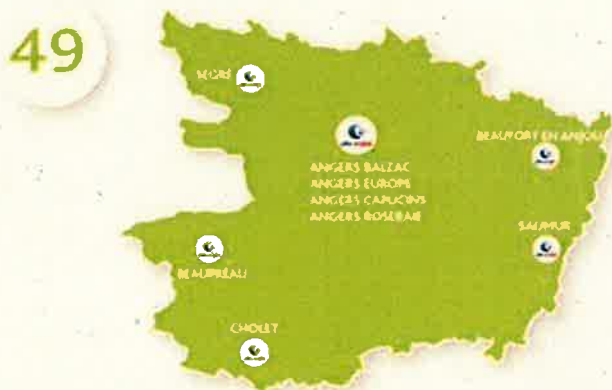 49
SEGRÉ
BEAUFORT EN ANJOU
ANGERS BALZAC
ANGERS EUROPE
ANGERS CAPUCINS
ANGERS ROSERAIE
SAUMUR
BEAUPRÉAU
CHOLET